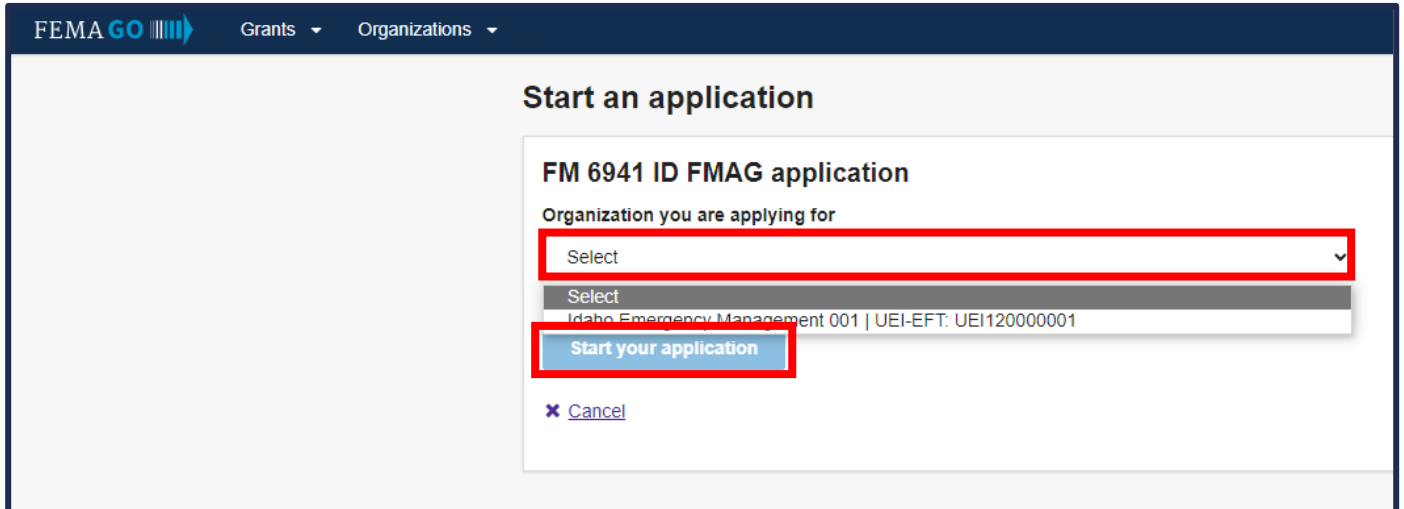 FEMA GO Grants Organizations
Start an application
FM 6941 ID FMAG application
Organization you are applying for
Select
Select
Idaho Emergency Management 001 | UEI-EFT: UEI120000001
Start your application
Cancel